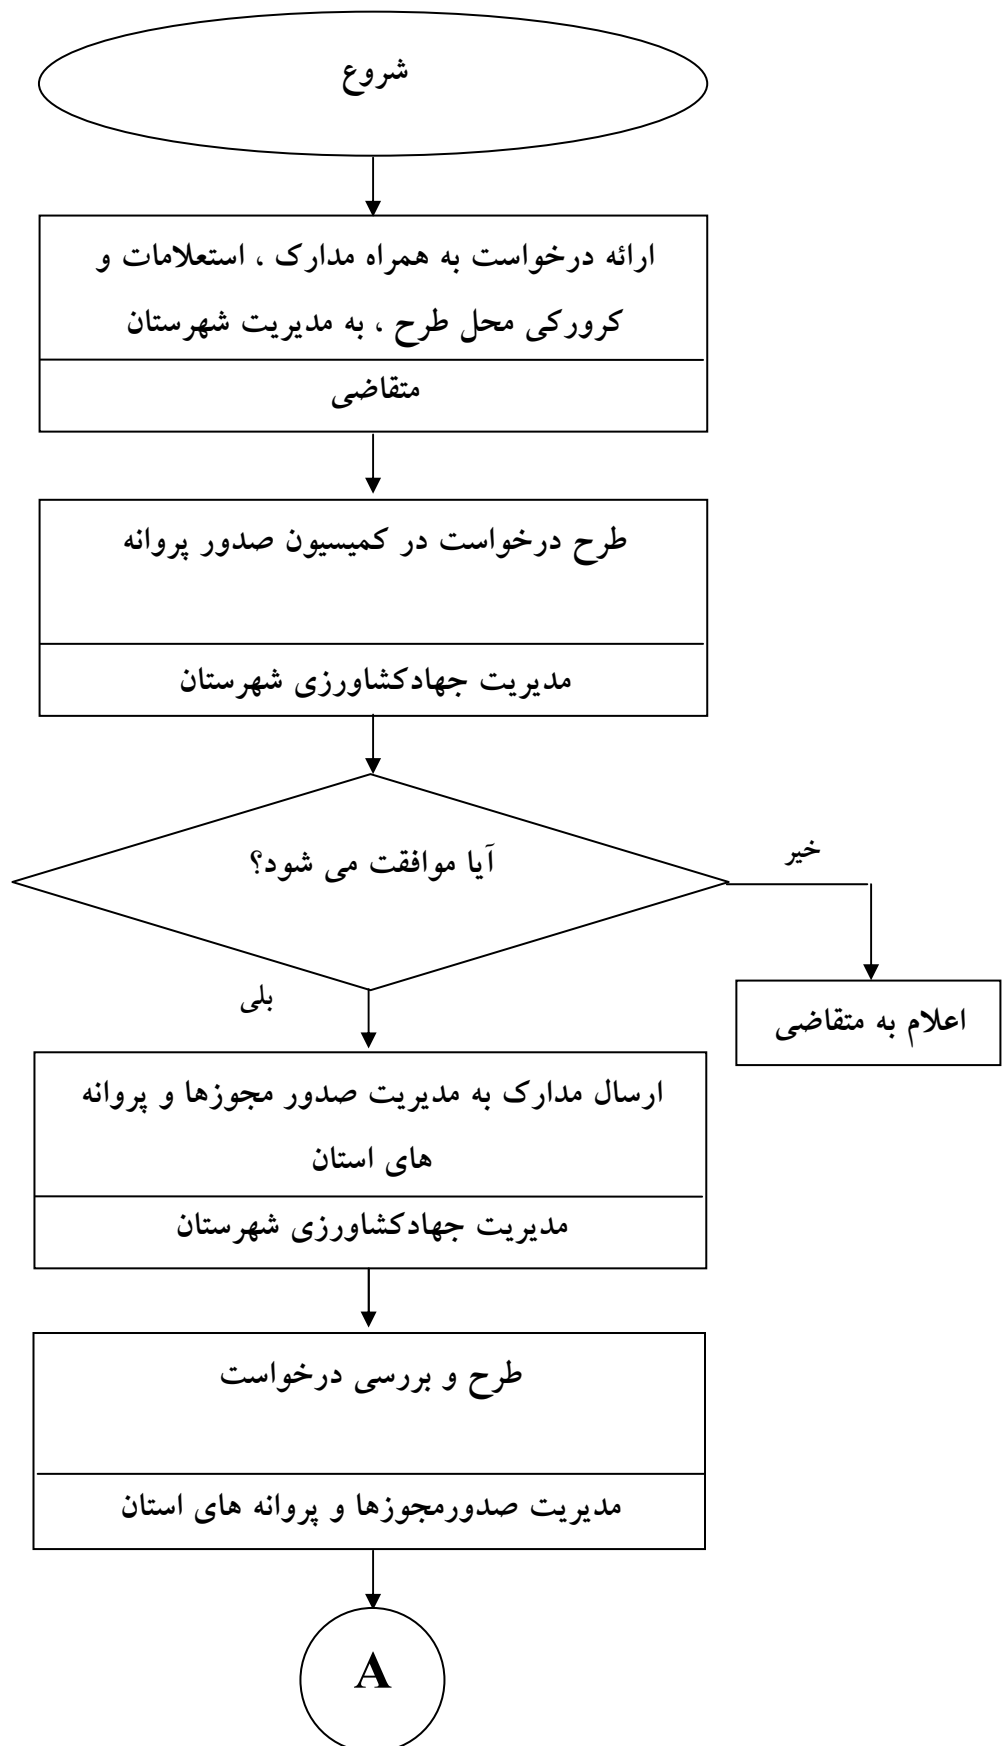 شروع
ارائه درخواست به همراه مدارک ، استعلامات و
کرورکی محل طرح ، به مدیریت شهرستان
متقاضی
طرح درخواست در کمیسیون صدور پروانه
مدیریت جهادکشاورزی شهرستان
آیا موافقت می شود؟
خیر
بلی
اعلام به متقاضی
ارسال مدارک به مدیریت صدور مجوزها و پروانه
های استان
مدیریت جهادکشاورزی شهرستان
طرح و بررسی درخواست
مدیریت صدورمجوزها و پروانه های استان
A